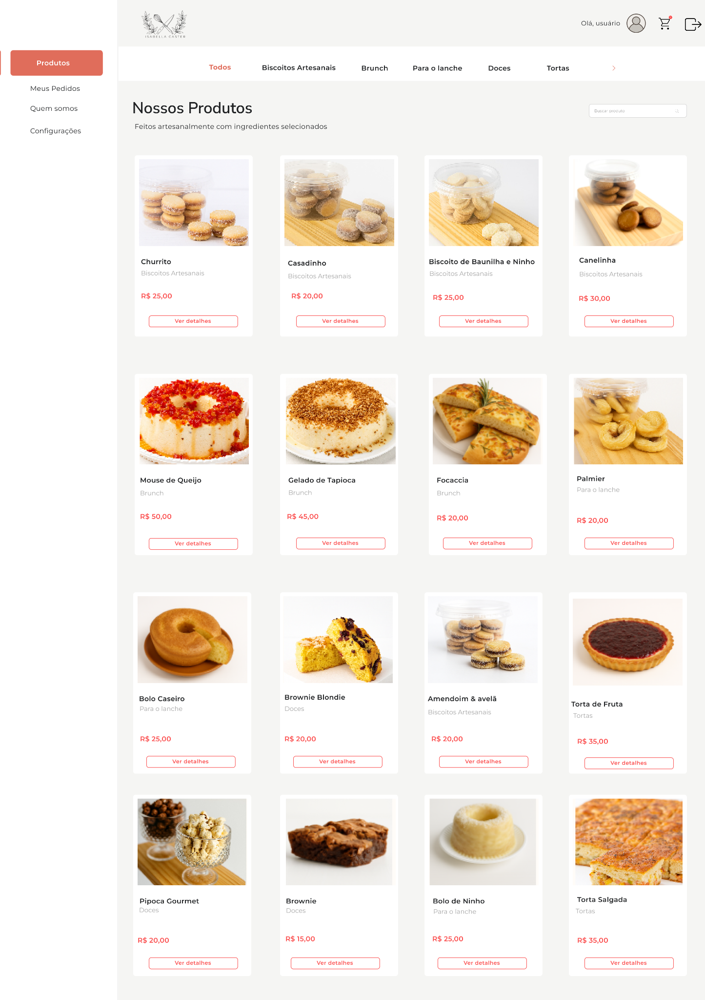 ISABELLA CASTER
Olá, usuário
Produtos
Meus Pedidos
Quem somos
Configurações
Todos
Biscoitos Artesanais
Brunch
Para o lanche
Doces
Tortas
Nossos Produtos
Buscar produto
Feitos artesanalmente com ingredientes selecionados
Churrito
Biscoitos Artesanais
R$ 25,00
Ver detalhes
Casadinho
Biscoitos Artesanais
R$ 20,00
Ver detalhes
Biscoito de Baunilha e Ninho
Biscoitos Artesanais
R$ 25,00
Ver detalhes
Canelinha
Biscoitos Artesanais
R$ 30,00
Ver detalhes
Mouse de Queijo
Brunch
R$ 50,00
Ver detalhes
Gelado de Tapioca
Brunch
R$ 45,00
Ver detalhes
Focaccia
Brunch
R$ 20,00
Ver detalhes
Palmier
Para o lanche
R$ 20,00
Ver detalhes
Bolo Caseiro
Para o lanche
R$ 25,00
Ver detalhes
Brownie Blondie
Doces
R$ 20,00
Ver detalhes
Amendoim & avelã
Biscoitos Artesanais
R$ 20,00
Ver detalhes
Torta de Fruta
Tortas
R$ 35,00
Ver detalhes
Pipoca Gourmet
Doces
R$ 20,00
Ver detalhes
Brownie
Doces
R$ 15,00
Ver detalhes
Bolo de Ninho
Para o lanche
R$ 25,00
Ver detalhes
Torta Salgada
Tortas
R$ 35,00
Ver detalhes